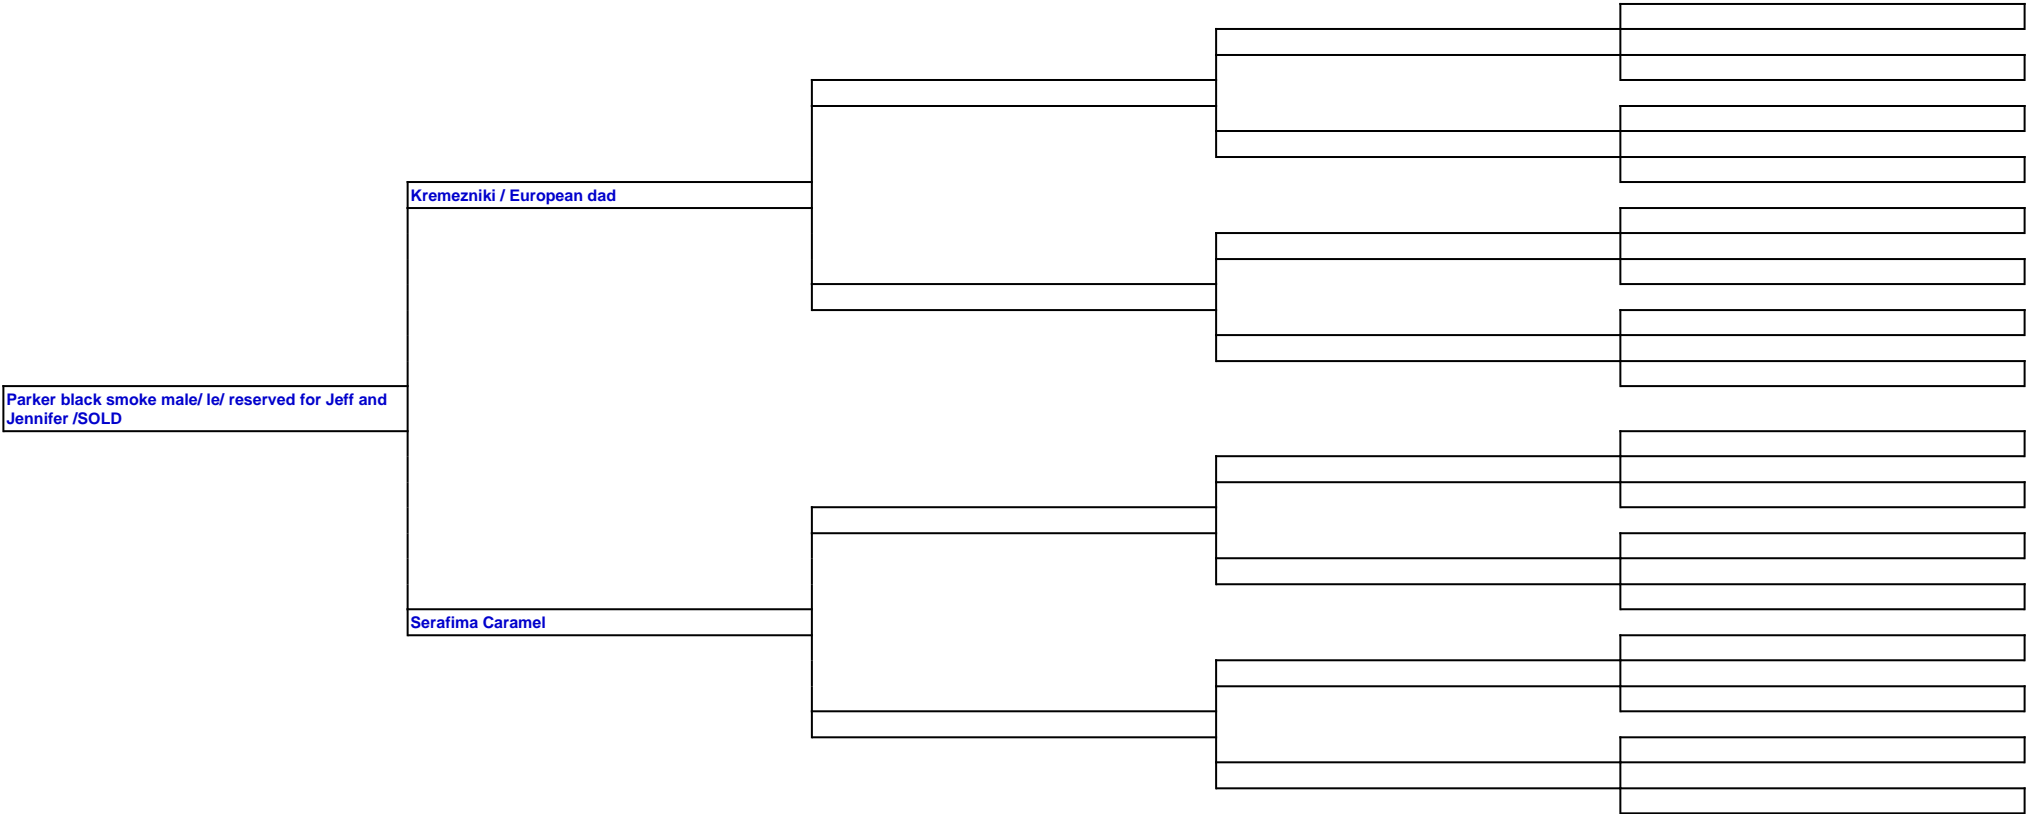 Kremezniki / European dad
Parker black smoke male/ le/ reserved for Jeff and
Jennifer /SOLD
Serafima Caramel